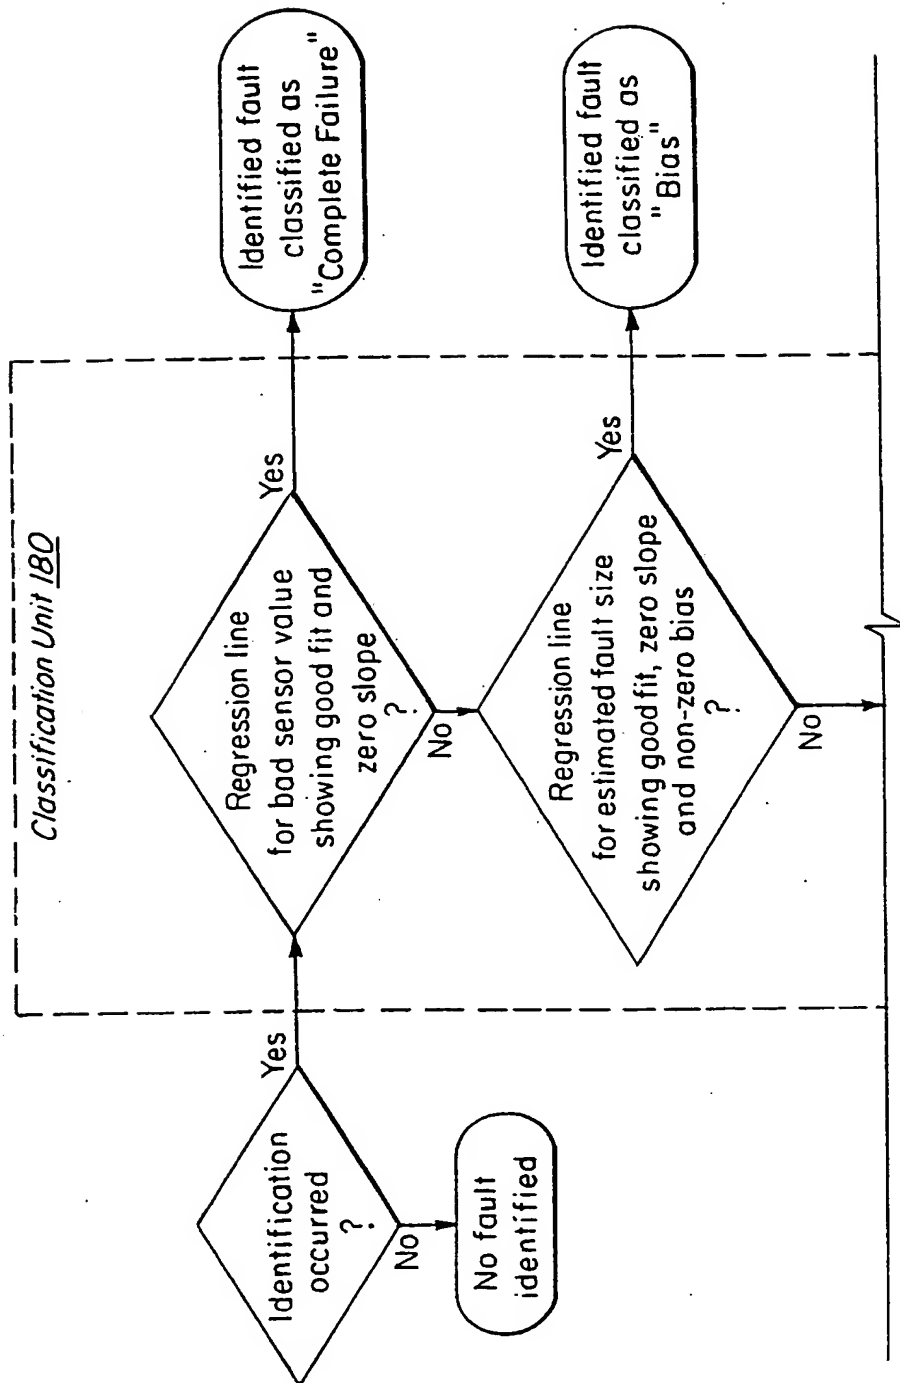 Classification Unit 180
Identification
occurred
?
Yes
No
No fault
identified
Regression line
for bad sensor value
showing good fit and
zero slope
?
Yes
No
Identified fault
classified as
"Complete Failure"
Regression line
for estimated fault size
showing good fit, zero slope
and non-zero bias
?
Yes
No
Identified fault
classified as
"Bias"